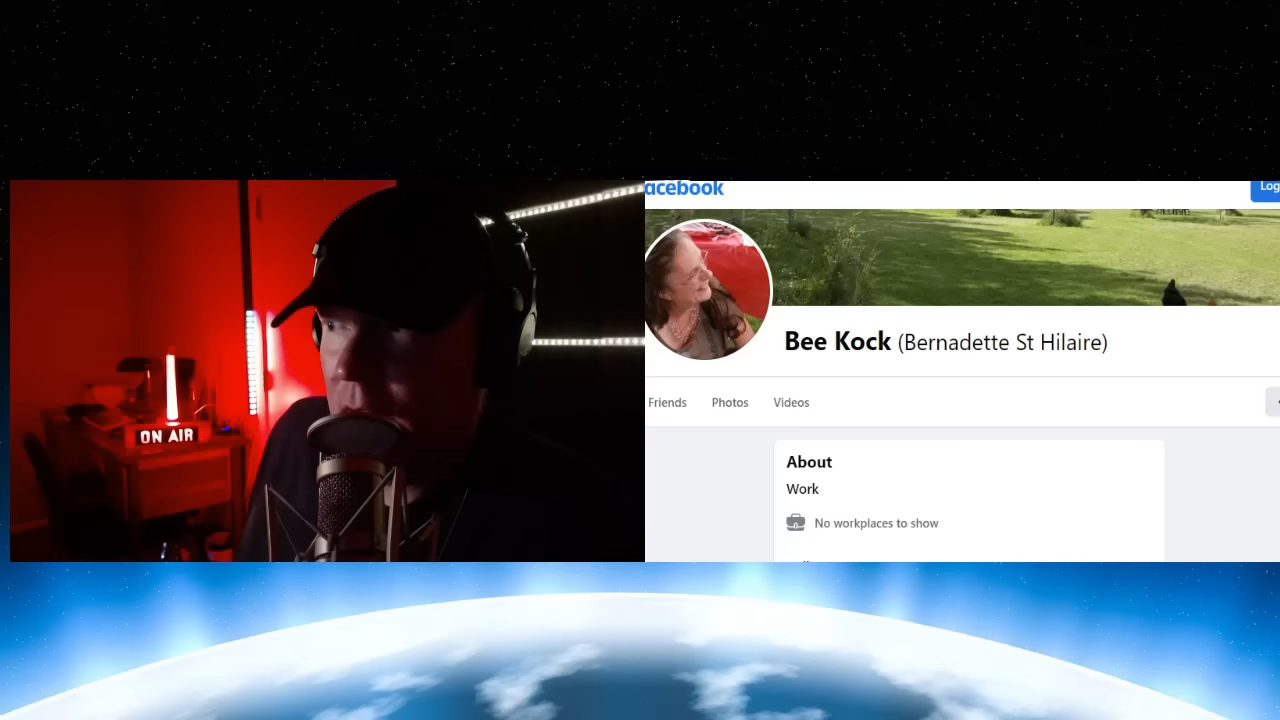 ON AIR
acebook
Log
Bee Kock (Bernadette St Hilaire)
Friends Photos Videos
About
Work
No workplaces to show